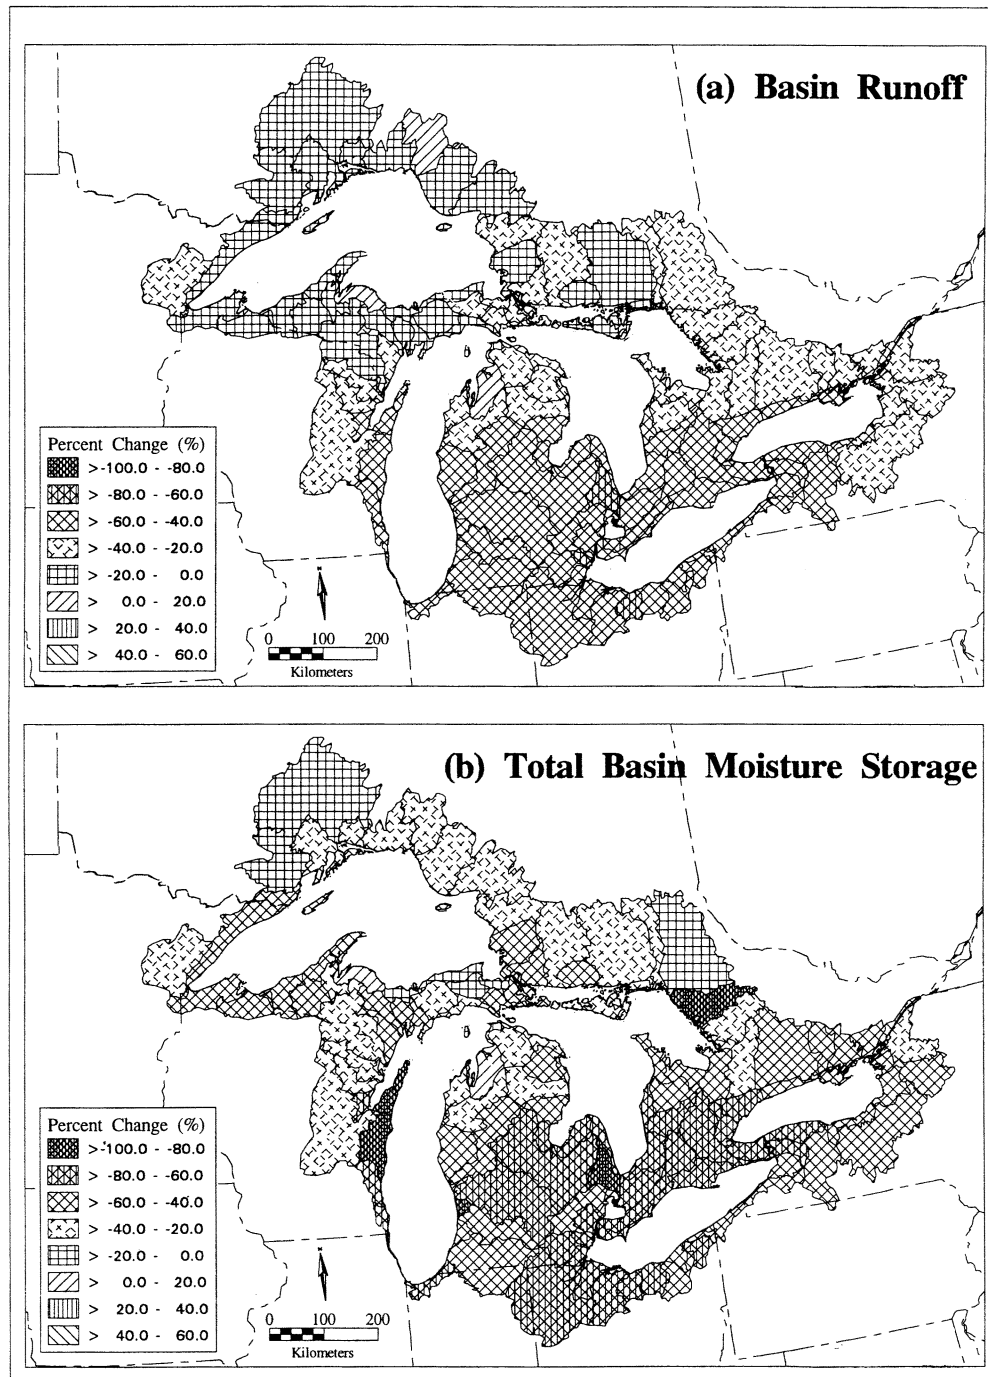 (a) Basin Runoff
Percent Change (%)
>-100.0 - -80.0
> -80.0 - -60.0
> -60.0 - -40.0
> -40.0 - -20.0
> -20.0 - 0.0
> 0.0 - 20.0
> 20.0 - 40.0
> 40.0 - 60.0
0 100 200
Kilometers
(b) Total Basin Moisture Storage
Percent Change (%)
>-100.0 - -80.0
> -80.0 - -60.0
> -60.0 - -40.0
> -40.0 - -20.0
> -20.0 - 0.0
> 0.0 - 20.0
> 20.0 - 40.0
> 40.0 - 60.0
0 100 200
Kilometers